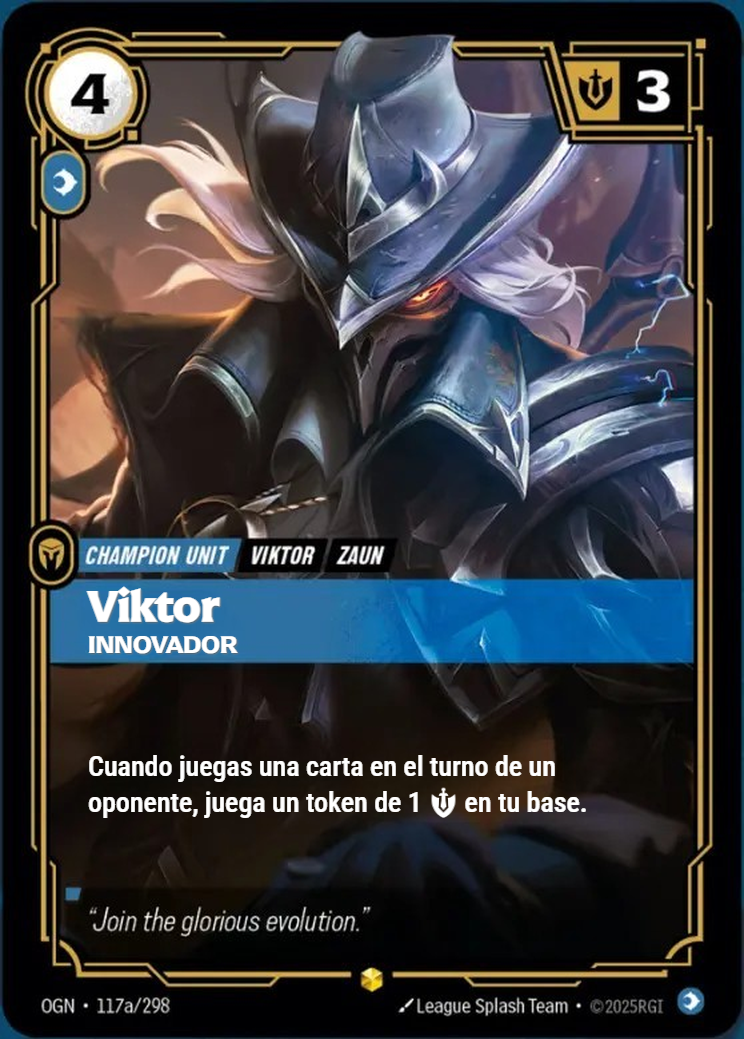 4
3
CHAMPION UNIT VIKTOR ZAUN
Viktor
INNOVADOR
Cuando juegas una carta en el turno de un
oponente, juega un token de 1 en tu base.
“Join the glorious evolution.”
OGN • 117a/298 League Splash Team • ©2025RGI